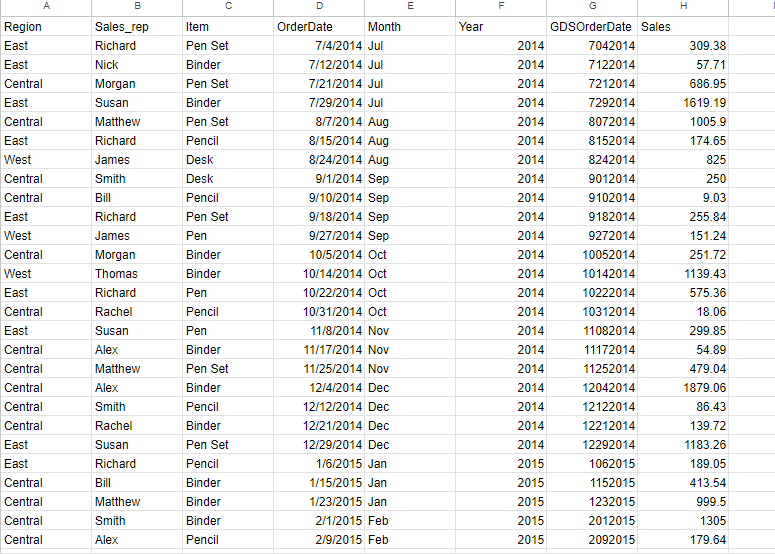 A B C D E F G H
Region Sales_rep Item OrderDate Month Year GDSOrderDate Sales
East Richard Pen Set 7/4/2014 Jul 2014 7042014 309.38
East Nick Binder 7/12/2014 Jul 2014 7122014 57.71
Central Morgan Pen Set 7/21/2014 Jul 2014 7212014 686.95
East Susan Binder 7/29/2014 Jul 2014 7292014 1619.19
Central Matthew Pen Set 8/7/2014 Aug 2014 8072014 1005.9
East Richard Pencil 8/15/2014 Aug 2014 8152014 174.65
West James Desk 8/24/2014 Aug 2014 8242014 825
Central Smith Desk 9/1/2014 Sep 2014 9012014 250
Central Bill Pencil 9/10/2014 Sep 2014 9102014 9.03
East Richard Pen Set 9/18/2014 Sep 2014 9182014 255.84
West James Pen 9/27/2014 Sep 2014 9272014 151.24
Central Morgan Binder 10/5/2014 Oct 2014 10052014 251.72
West Thomas Binder 10/14/2014 Oct 2014 10142014 1139.43
East Richard Pen 10/22/2014 Oct 2014 10222014 575.36
Central Rachel Pencil 10/31/2014 Oct 2014 10312014 18.06
East Susan Pen 11/8/2014 Nov 2014 11082014 299.85
Central Alex Binder 11/17/2014 Nov 2014 11172014 54.89
Central Matthew Pen Set 11/25/2014 Nov 2014 11252014 479.04
Central Alex Binder 12/4/2014 Dec 2014 12042014 1879.06
Central Smith Pencil 12/12/2014 Dec 2014 12122014 86.43
Central Rachel Binder 12/21/2014 Dec 2014 12212014 139.72
East Susan Pen Set 12/29/2014 Dec 2014 12292014 1183.26
East Richard Pencil 1/6/2015 Jan 2015 1062015 189.05
Central Bill Binder 1/15/2015 Jan 2015 1152015 413.54
Central Matthew Binder 1/23/2015 Jan 2015 1232015 999.5
Central Smith Binder 2/1/2015 Feb 2015 2012015 1305
Central Alex Pencil 2/9/2015 Feb 2015 2092015 179.64